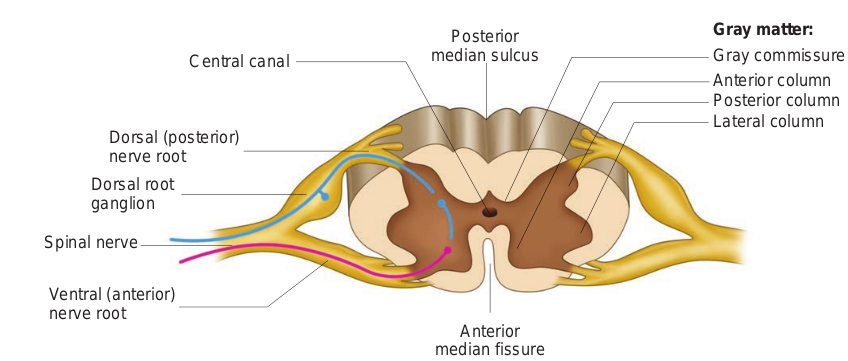 Posterior
median sulcus
Central canal
Gray matter:
Gray commissure
Anterior column
Posterior column
Lateral column
Dorsal (posterior)
nerve root
Dorsal root
ganglion
Spinal nerve
Ventral (anterior)
nerve root
Anterior
median fissure